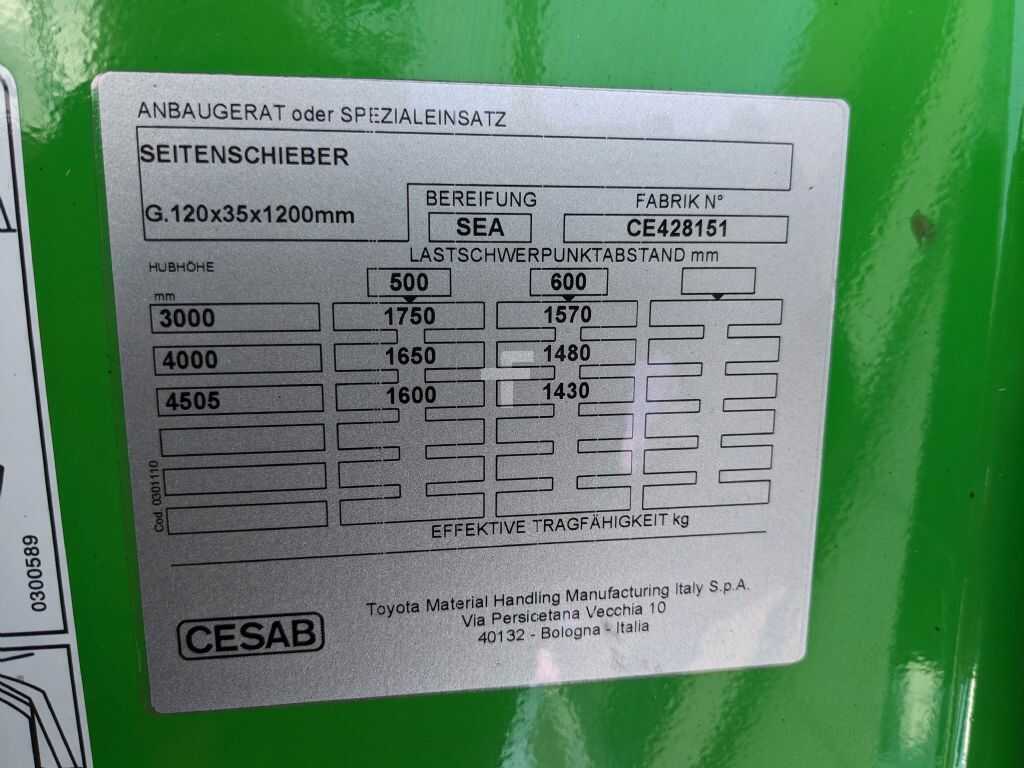 ANBAUGERAT oder SPEZIALEINSATZ
SEITENSCHIEBER
G.120x35x1200mm
BEREIFUNG
FABRIK N°
SEA
CE428151
LASTSCHWERPUNKTABSTAND mm
HUBHÖHE
mm
500 600
3000 1750 1570
4000 1650 1480
4505 1600 1430
EFFEKTIVE TRAGFÄHIGKEIT kg
Cod. 0301110
CESAB
Toyota Material Handling Manufacturing Italy S.p.A.
Via Persicetana Vecchia 10
40132 - Bologna - Italia
0300589
F